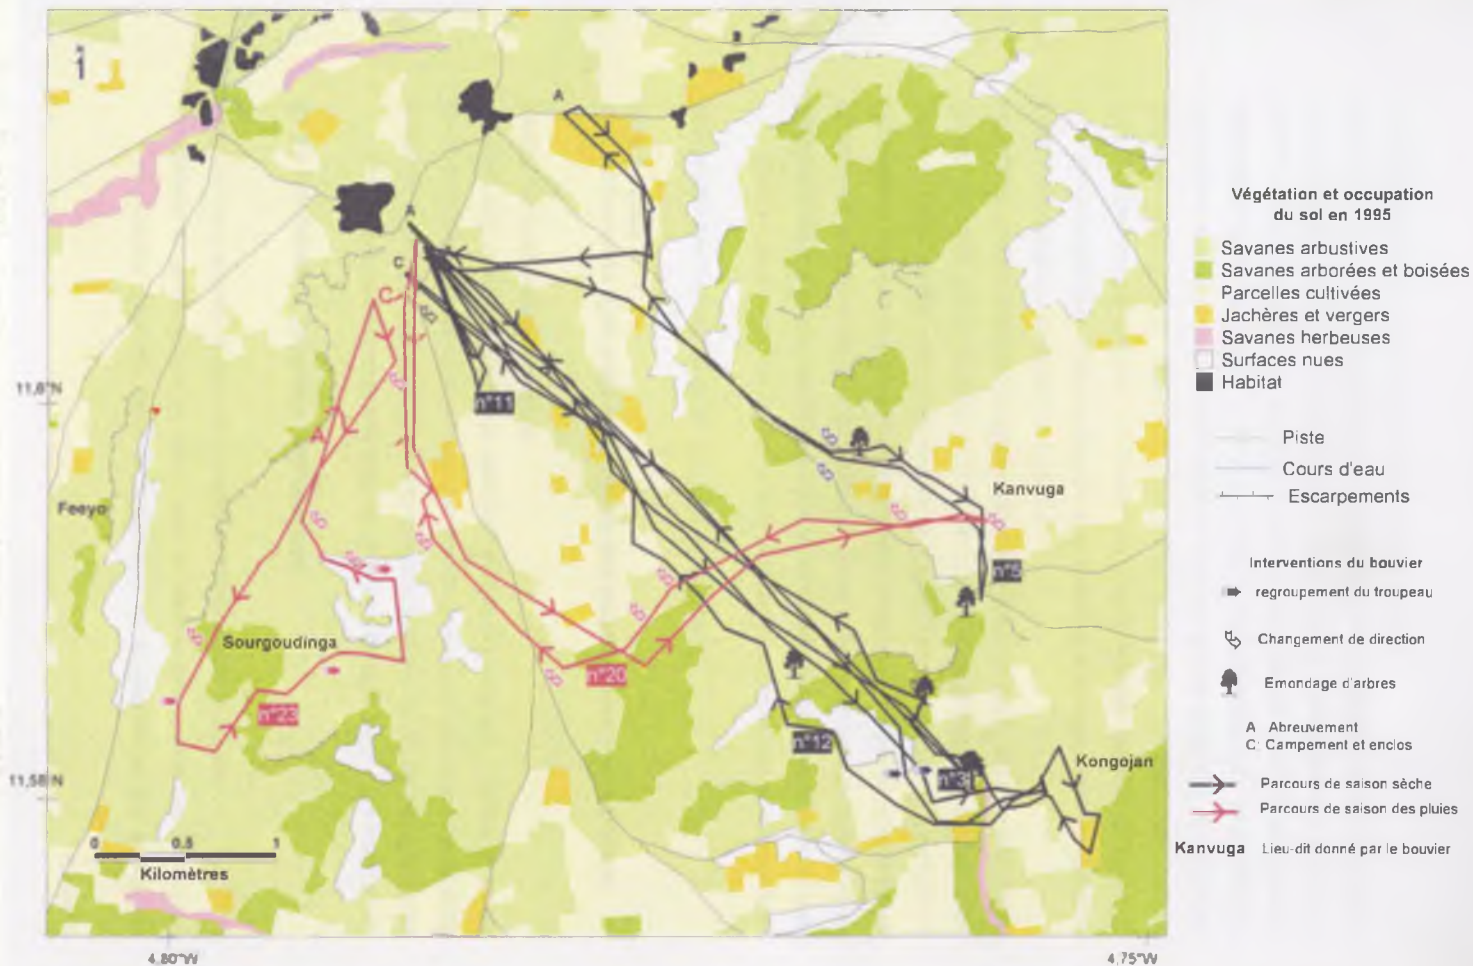 A
A
C
C
A
n°11
11,6°N
Kanvuga
Feeyo
n°5
Sourgoudinga
n°20
n°23
n°12
n°3
Kongojan
11,58°N
0 0,5 1
Kilomètres
4,80°W
4,75°W
Végétation et occupation
du sol en 1995
Savanes arbustives
Savanes arborées et boisées
Parcelles cultivées
Jachères et vergers
Savanes herbeuses
Surfaces nues
Habitat
Piste
Cours d'eau
Escarpements
Interventions du bouvier
regroupement du troupeau
Changement de direction
Emondage d'arbres
A Abreuvement
C: Campement et enclos
Parcours de saison sèche
Parcours de saison des pluies
Kanvuga Lieu-dit donné par le bouvier